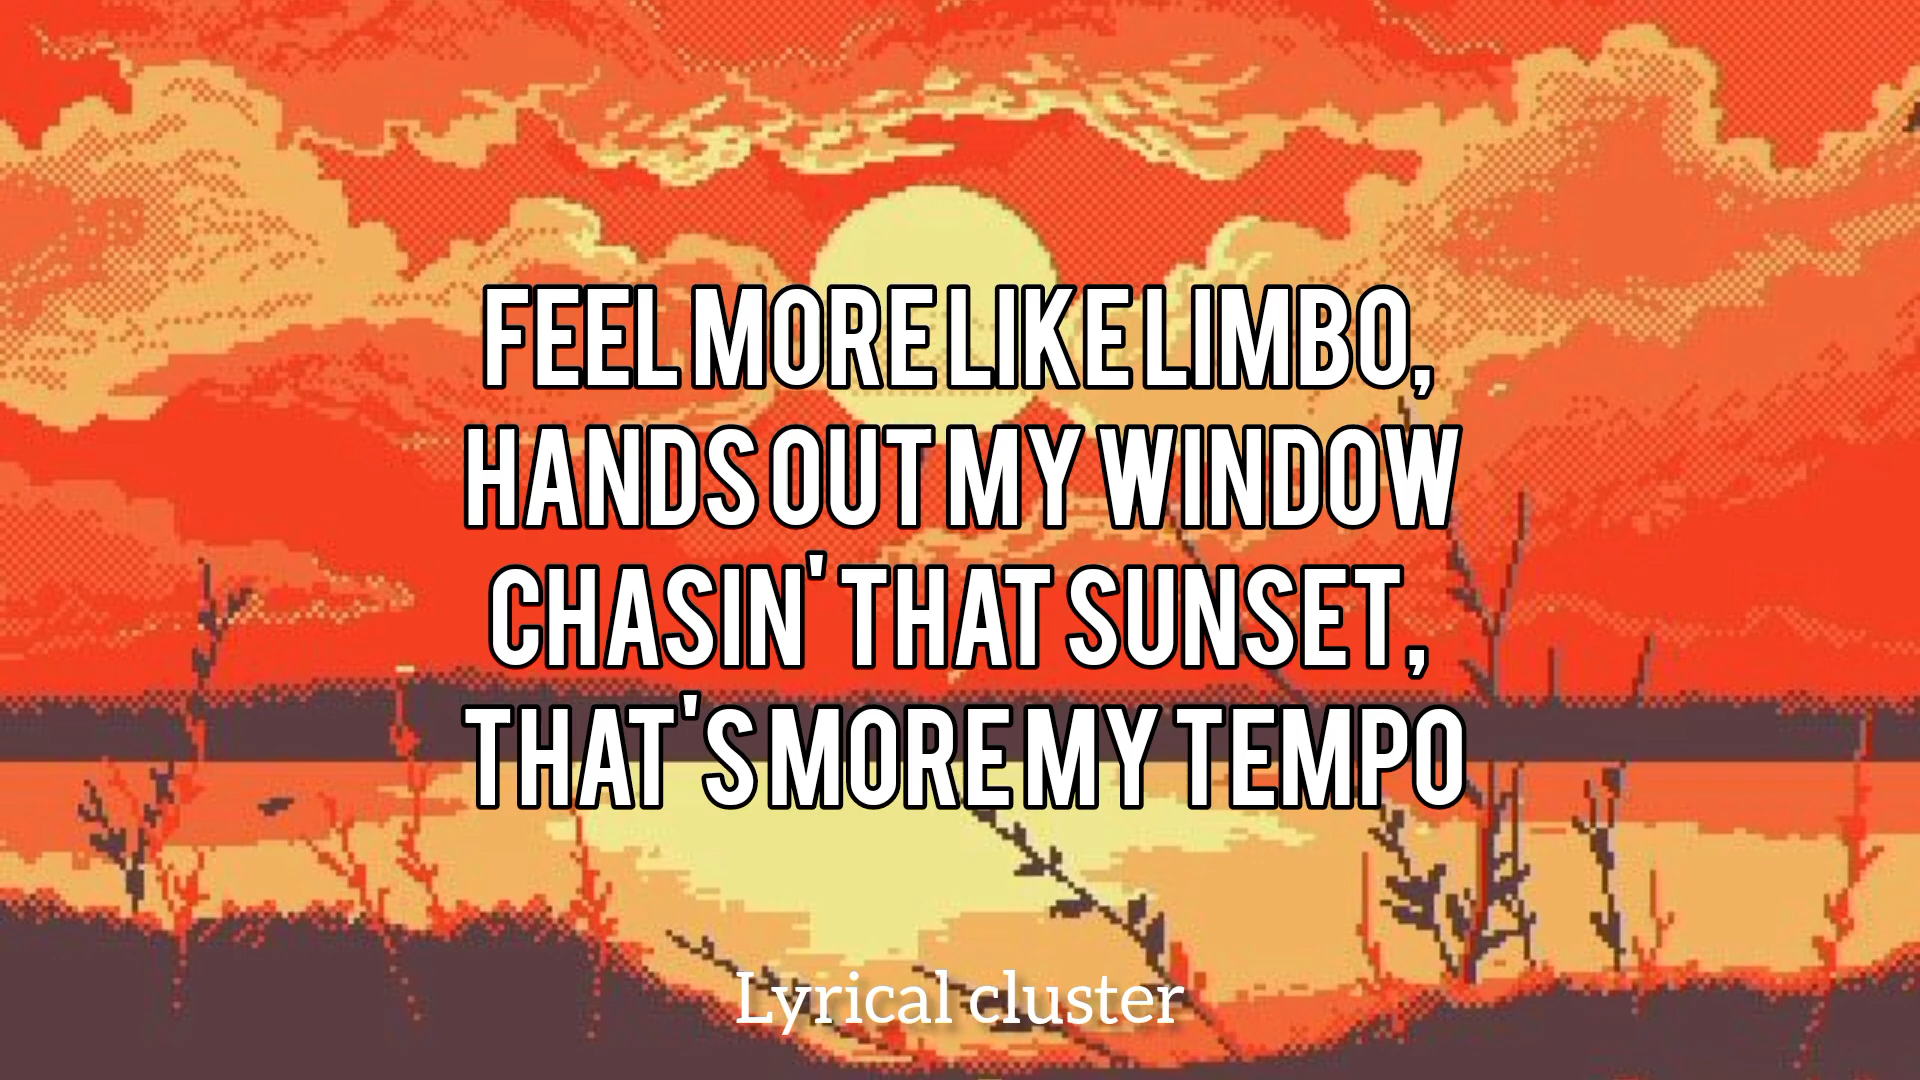 FEEL MORE LIKE LIMBO,
HANDS OUT MY WINDOW
CHASIN' THAT SUNSET,
THAT'S MORE MY TEMPO
Lyrical cluster